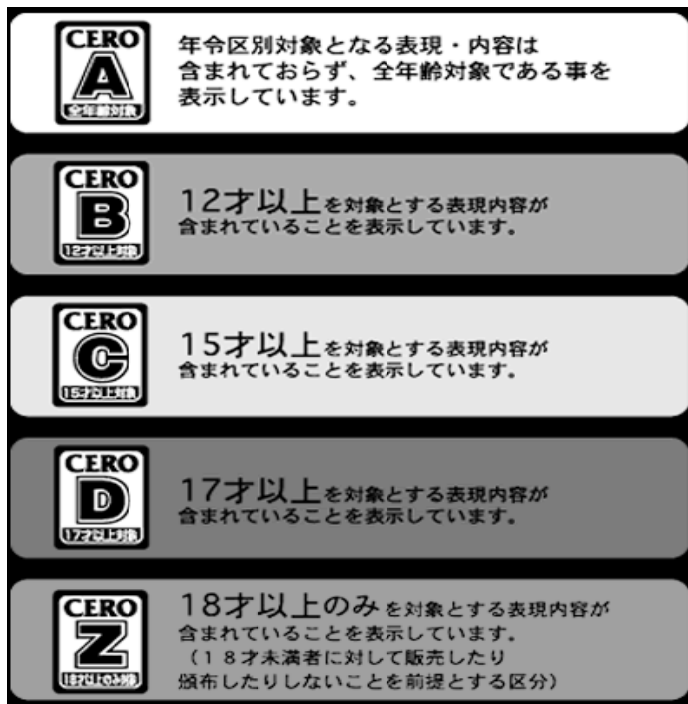 CERO
A
全年齢対象
年令区別対象となる表現・内容は
含まれておらず、全年齢対象である事を
表示しています。
CERO
B
12才以上対象
12才以上を対象とする表現内容が
含まれていることを表示しています。
CERO
C
15才以上対象
15才以上を対象とする表現内容が
含まれていることを表示しています。
CERO
D
17才以上対象
17才以上を対象とする表現内容が
含まれていることを表示しています。
CERO
Z
18才以上のみ対象
18才以上のみを対象とする表現内容が
含まれていることを表示しています。
（１８才未満者に対して販売したり
頒布したりしないことを前提とする区分）